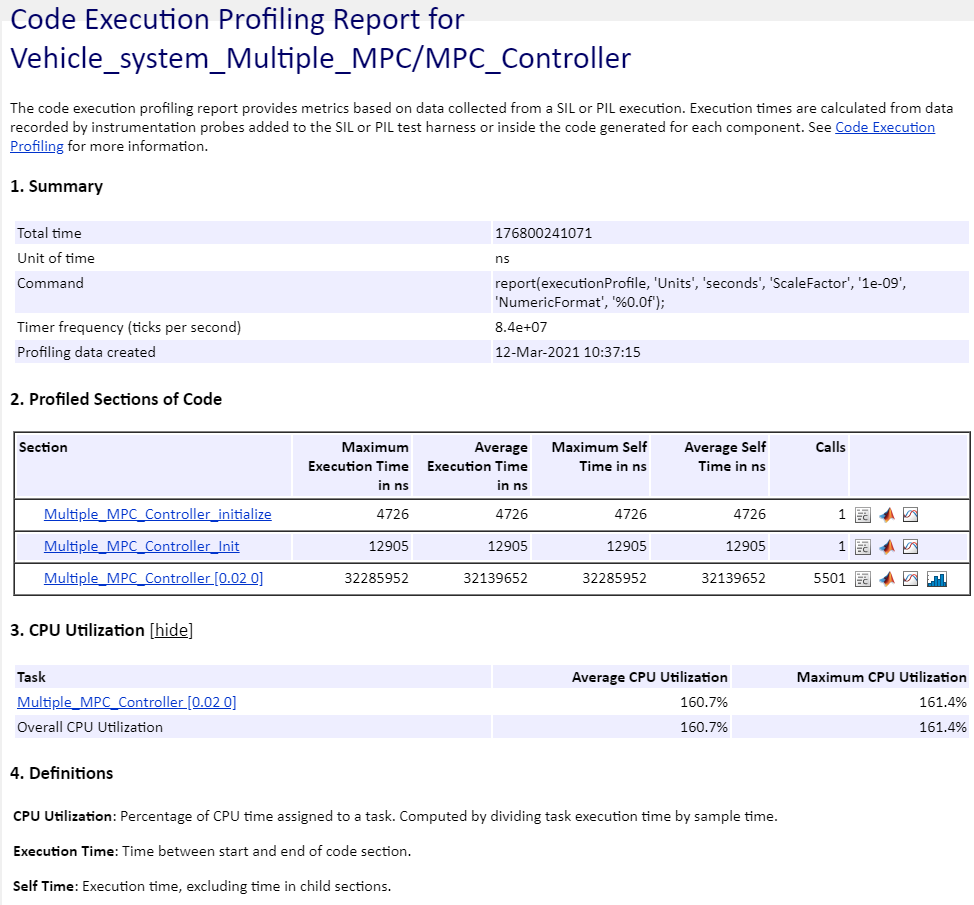 Code Execution Profiling Report for
Vehicle_system_Multiple_MPC/MPC_Controller
The code execution profiling report provides metrics based on data collected from a SIL or PIL execution. Execution times are calculated from data
recorded by instrumentation probes added to the SIL or PIL test harness or inside the code generated for each component. See Code Execution
Profiling for more information.
1. Summary
Total time 176800241071
Unit of time ns
Command report(executionProfile, 'Units', 'seconds', 'ScaleFactor', '1e-09',
'NumericFormat', '%0.0f');
Timer frequency (ticks per second) 8.4e+07
Profiling data created 12-Mar-2021 10:37:15
2. Profiled Sections of Code
Section Maximum Average Maximum Self Average Self Calls
Execution Time Execution Time Time in ns Time in ns
in ns in ns
Multiple_MPC_Controller_initialize 4726 4726 4726 4726 1
Multiple_MPC_Controller_Init 12905 12905 12905 12905 1
Multiple_MPC_Controller [0.02 0] 32285952 32139652 32285952 32139652 5501
3. CPU Utilization [hide]
Task Average CPU Utilization Maximum CPU Utilization
Multiple_MPC_Controller [0.02 0] 160.7% 161.4%
Overall CPU Utilization 160.7% 161.4%
4. Definitions
CPU Utilization: Percentage of CPU time assigned to a task. Computed by dividing task execution time by sample time.
Execution Time: Time between start and end of code section.
Self Time: Execution time, excluding time in child sections.